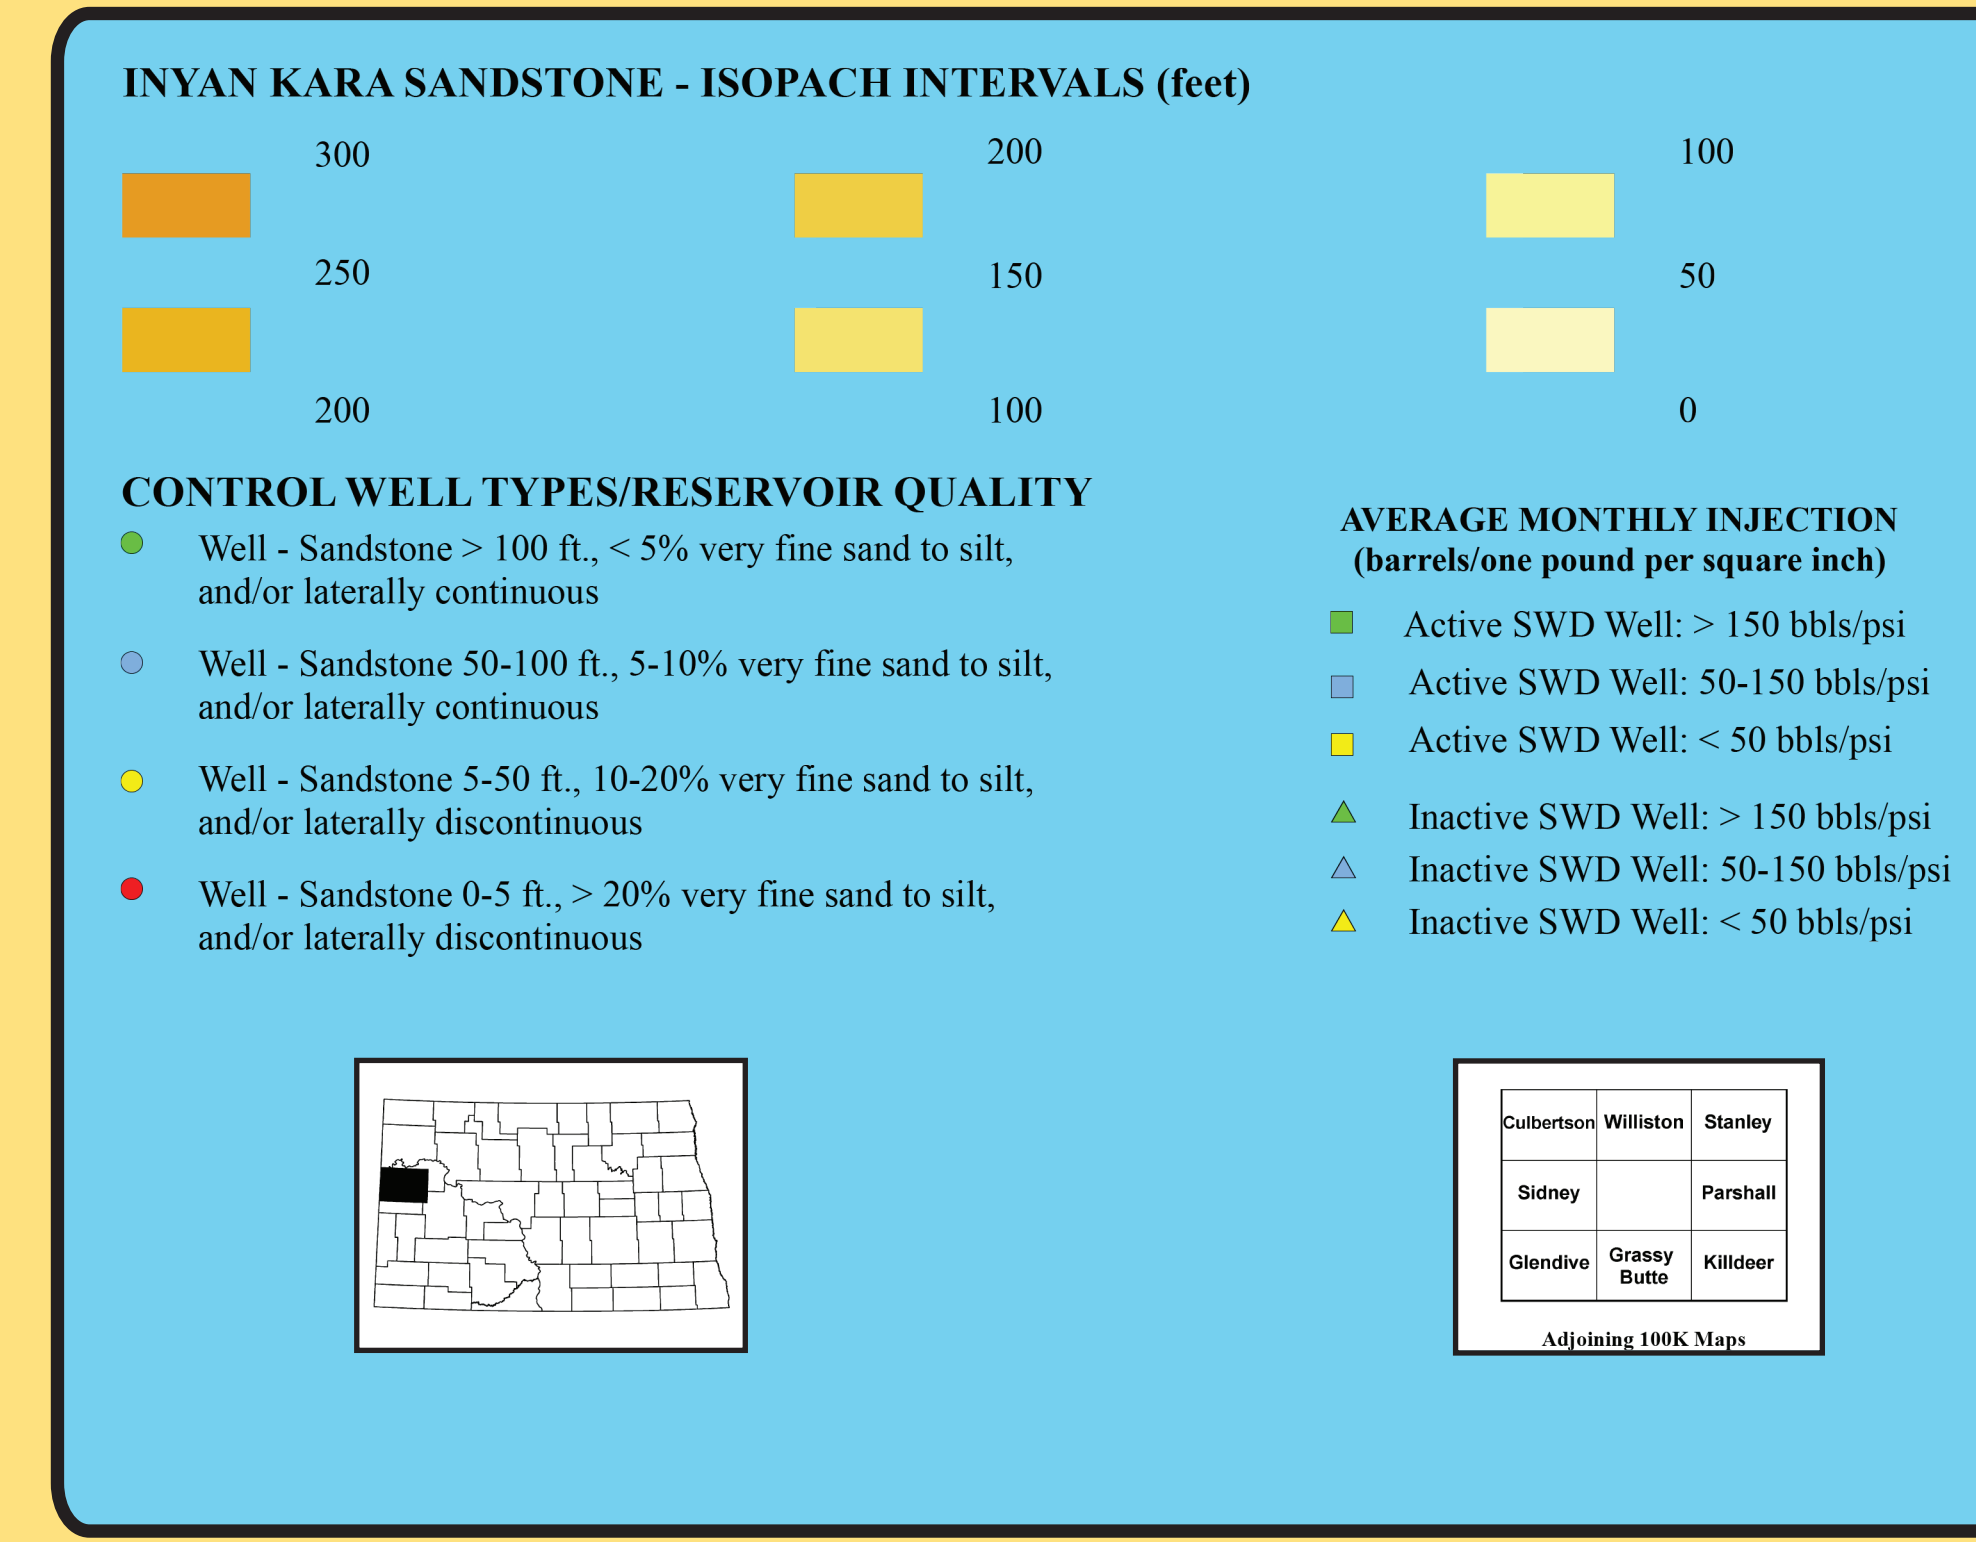 INYAN KARA SANDSTONE - ISOPACH INTERVALS (feet)
300
250
200
200
150
100
100
50
0
CONTROL WELL TYPES/RESERVOIR QUALITY
Well - Sandstone > 100 ft., < 5% very fine sand to silt,
and/or laterally continuous
Well - Sandstone 50-100 ft., 5-10% very fine sand to silt,
and/or laterally continuous
Well - Sandstone 5-50 ft., 10-20% very fine sand to silt,
and/or laterally discontinuous
Well - Sandstone 0-5 ft., > 20% very fine sand to silt,
and/or laterally discontinuous
AVERAGE MONTHLY INJECTION
(barrels/one pound per square inch)
Active SWD Well: > 150 bbls/psi
Active SWD Well: 50-150 bbls/psi
Active SWD Well: < 50 bbls/psi
Inactive SWD Well: > 150 bbls/psi
Inactive SWD Well: 50-150 bbls/psi
Inactive SWD Well: < 50 bbls/psi
Culbertson Williston Stanley
Sidney Parshall
Glendive Grassy Butte Killdeer
Adjoining 100K Maps